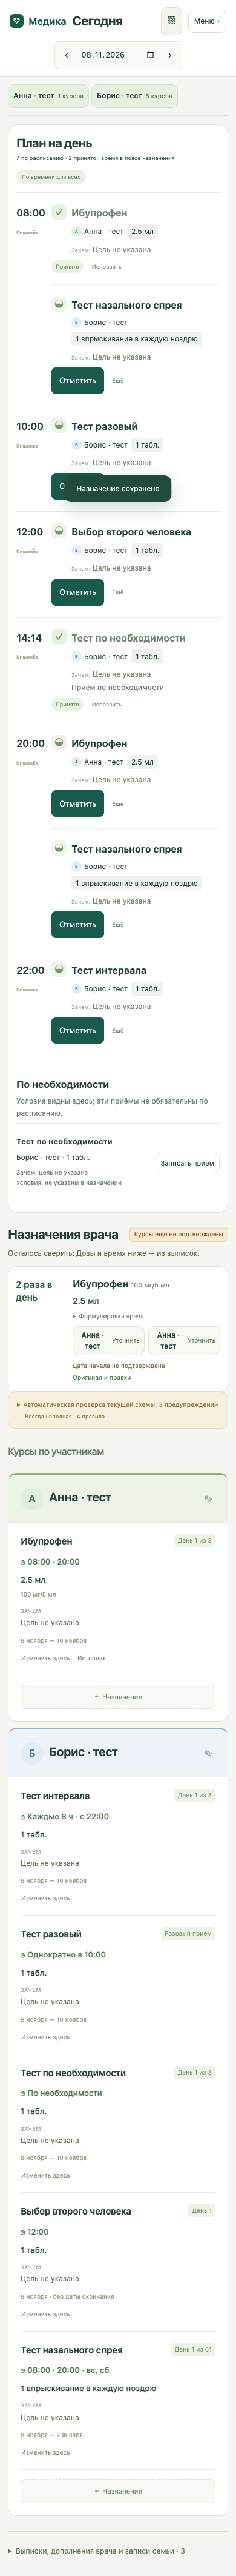 Медика Сегодня
Меню
08.11.2026
Анна · тест 1 курсов
Борис · тест 5 курсов
План на день
7 по расписанию · 2 принято · время в поясе назначения
По времени для всех
08:00
Кишинёв
Ибупрофен
А Анна · тест 2.5 мл
Зачем: Цель не указана
Принято Исправить
Тест назального спрея
Б Борис · тест
1 впрыскивание в каждую ноздрю
Зачем: Цель не указана
Отметить Ещё
10:00
Кишинёв
Тест разовый
Б Борис · тест 1 табл.
Зачем: Цель не указана
Назначение сохранено
12:00
Кишинёв
Выбор второго человека
Б Борис · тест 1 табл.
Зачем: Цель не указана
Отметить Ещё
14:14
Кишинёв
Тест по необходимости
Б Борис · тест 1 табл.
Зачем: Цель не указана
Приём по необходимости
Принято Исправить
20:00
Кишинёв
Ибупрофен
А Анна · тест 2.5 мл
Зачем: Цель не указана
Отметить Ещё
Тест назального спрея
Б Борис · тест
1 впрыскивание в каждую ноздрю
Зачем: Цель не указана
Отметить Ещё
22:00
Кишинёв
Тест интервала
Б Борис · тест 1 табл.
Зачем: Цель не указана
Отметить Ещё
По необходимости
Условия видны здесь; эти приёмы не обязательны по
расписанию.
Тест по необходимости
Борис · тест · 1 табл.
Зачем: цель не указана
Условия: не указаны в назначении
Записать приём
Назначения врача
Курсы ещё не подтверждены
Осталось сверить: Дозы и время ниже — из выписок.
2 раза в
день
Ибупрофен 100 мг/5 мл
2.5 мл
Формулировка врача
Анна ·
тест
Уточнить
Анна ·
тест
Уточнить
Дата начала не подтверждена
Оригинал и правки
Автоматическая проверка текущей схемы: 3 предупреждений
Всегда неполная · 4 правила
Курсы по участникам
А Анна · тест
Ибупрофен
День 1 из 3
08:00 · 20:00
2.5 мл
100 мг/5 мл
ЗАЧЕМ
Цель не указана
8 ноября — 10 ноября
Изменить здесь Источник
+ Назначение
Б Борис · тест
Тест интервала
День 1 из 3
Каждые 8 ч · с 22:00
1 табл.
ЗАЧЕМ
Цель не указана
8 ноября — 10 ноября
Изменить здесь
Тест разовый
Разовый приём
Однократно в 10:00
1 табл.
ЗАЧЕМ
Цель не указана
8 ноября — 10 ноября
Изменить здесь
Тест по необходимости
День 1 из 3
По необходимости
1 табл.
ЗАЧЕМ
Цель не указана
8 ноября — 10 ноября
Изменить здесь
Выбор второго человека
День 1
12:00
1 табл.
ЗАЧЕМ
Цель не указана
8 ноября · без даты окончания
Изменить здесь
Тест назального спрея
День 1 из 61
08:00 · 20:00 · вс, сб
1 впрыскивание в каждую ноздрю
ЗАЧЕМ
Цель не указана
8 ноября — 7 января
Изменить здесь
+ Назначение
Выписки, дополнения врача и записи семьи · 3